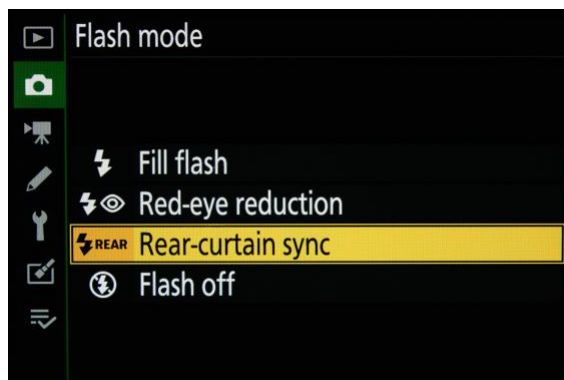 Flash mode
Fill flash
Red-eye reduction
REAR Rear-curtain sync
Flash off